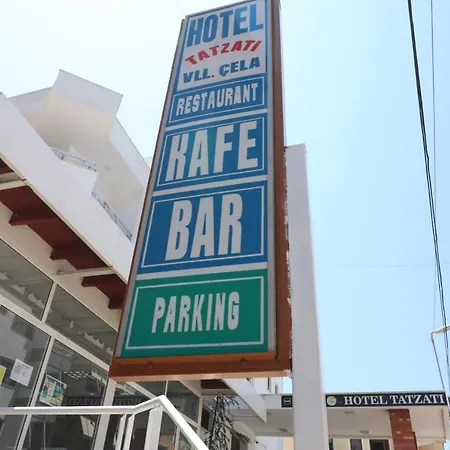 HOTEL
TATZATI
VLL. ÇELA
RESTAURANT
KAFE
BAR
PARKING
HOTEL TATZATI